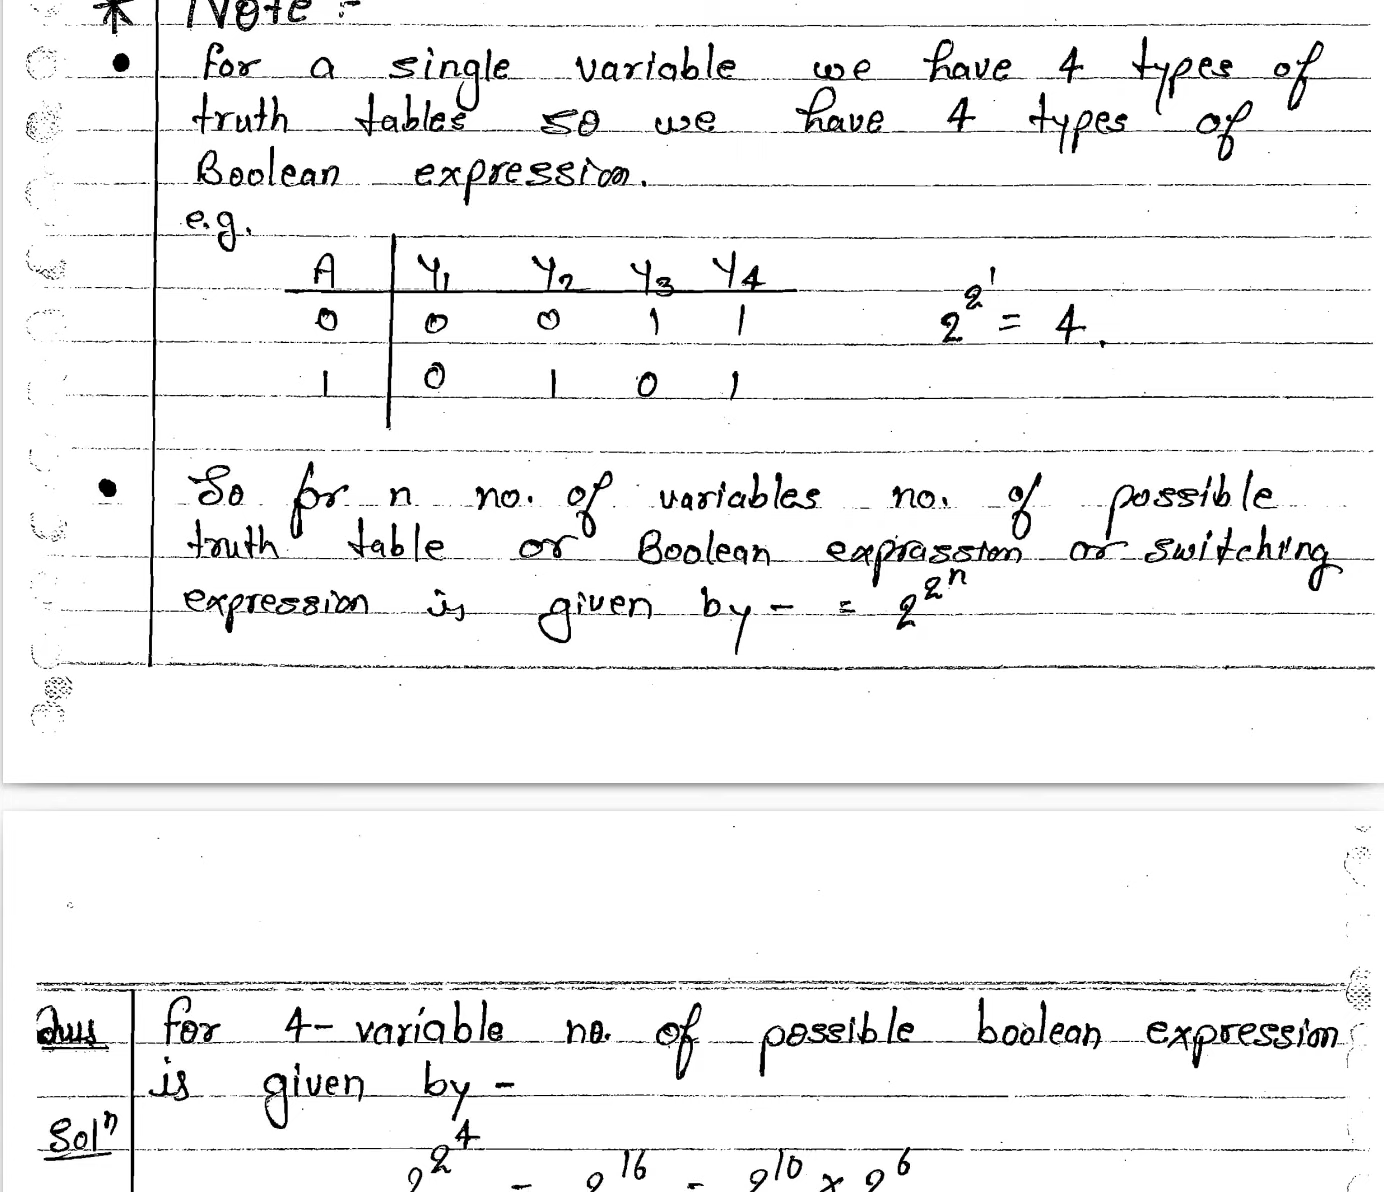 * Note :-
• for a single variable we have 4 types of
truth tables so we have 4 types of
Boolean expression.
e.g.
A Y₁ Y₂ Y₃ Y₄
0 0 0 1 1 2^2^1 = 4.
1 0 1 0 1
• So for n no. of variables no. of possible
truth table or Boolean exprassion or switching
expression is given by - = 2^2^n
Qus for 4-variable no. of possible boolean expression
is given by -
Solⁿ
2^2^4 = 2^16 = 2^10 × 2^6